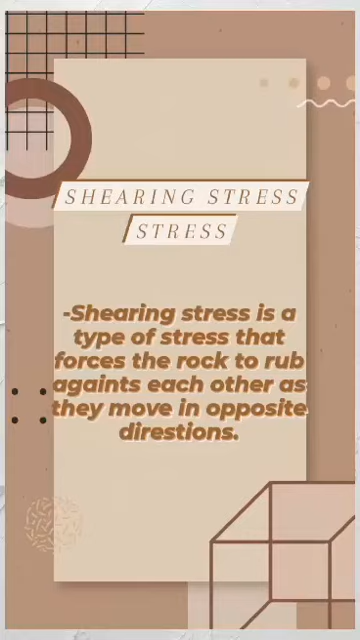 SHEARING STRESS
STRESS
-Shearing stress is a
type of stress that
forces the rock to rub
againts each other as
they move in opposite
direstions.